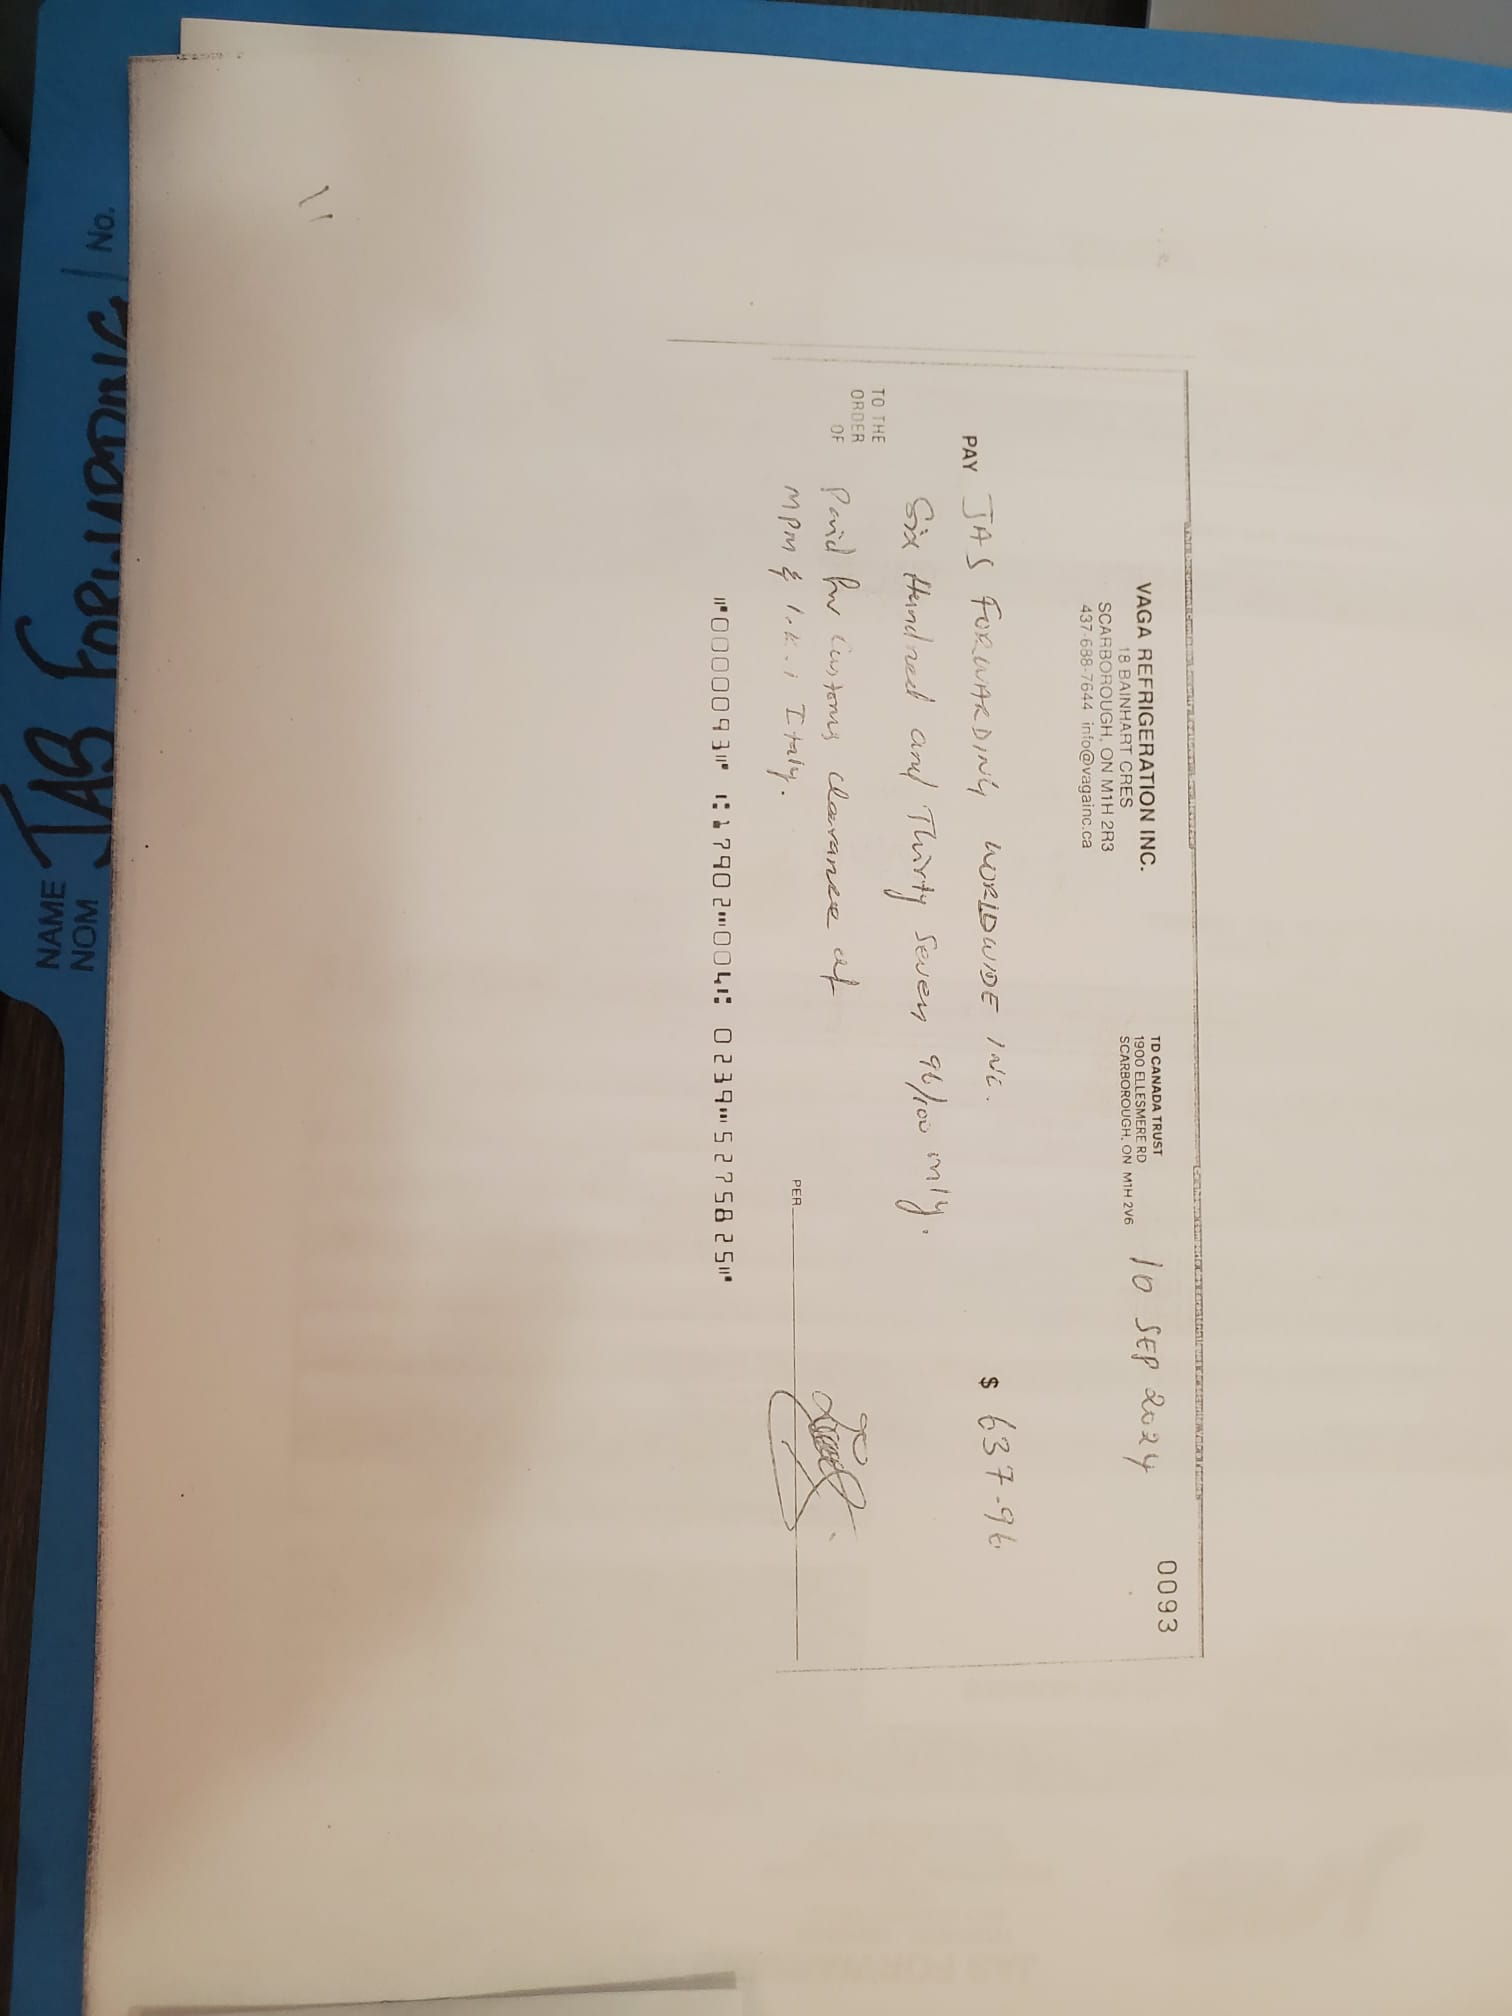 VAGA REFRIGERATION INC.
18 BAINHART CRES
SCARBOROUGH, ON M1H 2R3
437-688-7644 info@vagainc.ca
TD CANADA TRUST
1900 ELLESMERE RD
SCARBOROUGH, ON M1H 2V6
0093
10 SEP 2024
PAY JAS FORWARDING WORLDWIDE INC.
$ 637.96
Six Hundred and Thirty Seven 96/100 only.
TO THE
ORDER
OF
Paid for customs clearance of
MPM & I.K.I Italy.
PER
⑈000093⑈ ⑆17902⑉004⑆ 0239⑉5275825⑈
NAME
NOM
JAS FORWARDING
No.